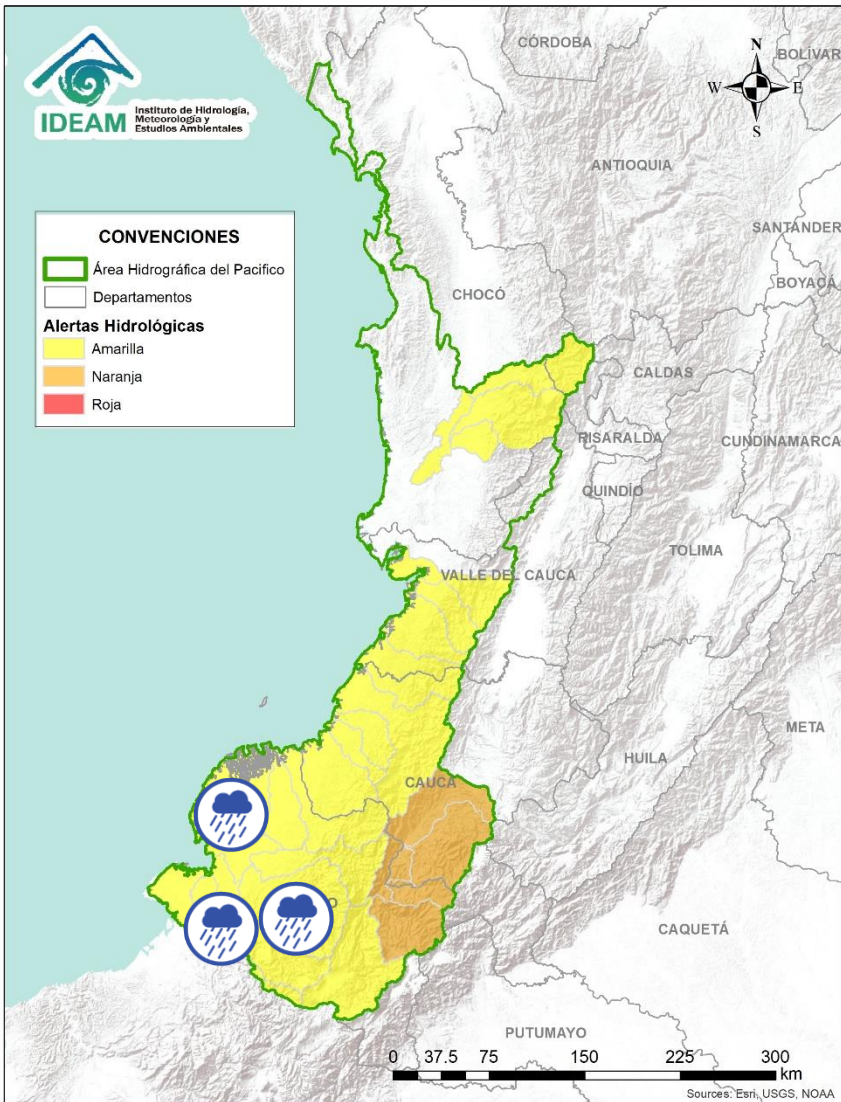 IDEAM
Instituto de Hidrología,
Meteorología y
Estudios Ambientales
CÓRDOBA
BOLÍVAR
N
W
E
S
ANTIOQUIA
SANTANDER
BOYACÁ
CONVENCIONES
Área Hidrográfica del Pacifico
Departamentos
Alertas Hidrológicas
Amarilla
Naranja
Roja
CHOCÓ
CALDAS
RISARALDA
CUNDINAMARCA
QUINDÍO
TOLIMA
VALLE DEL CAUCA
META
HUILA
CAUCA
O
CAQUETÁ
PUTUMAYO
0 37.5 75 150 225 300
km
Sources: Esri, USGS, NOAA